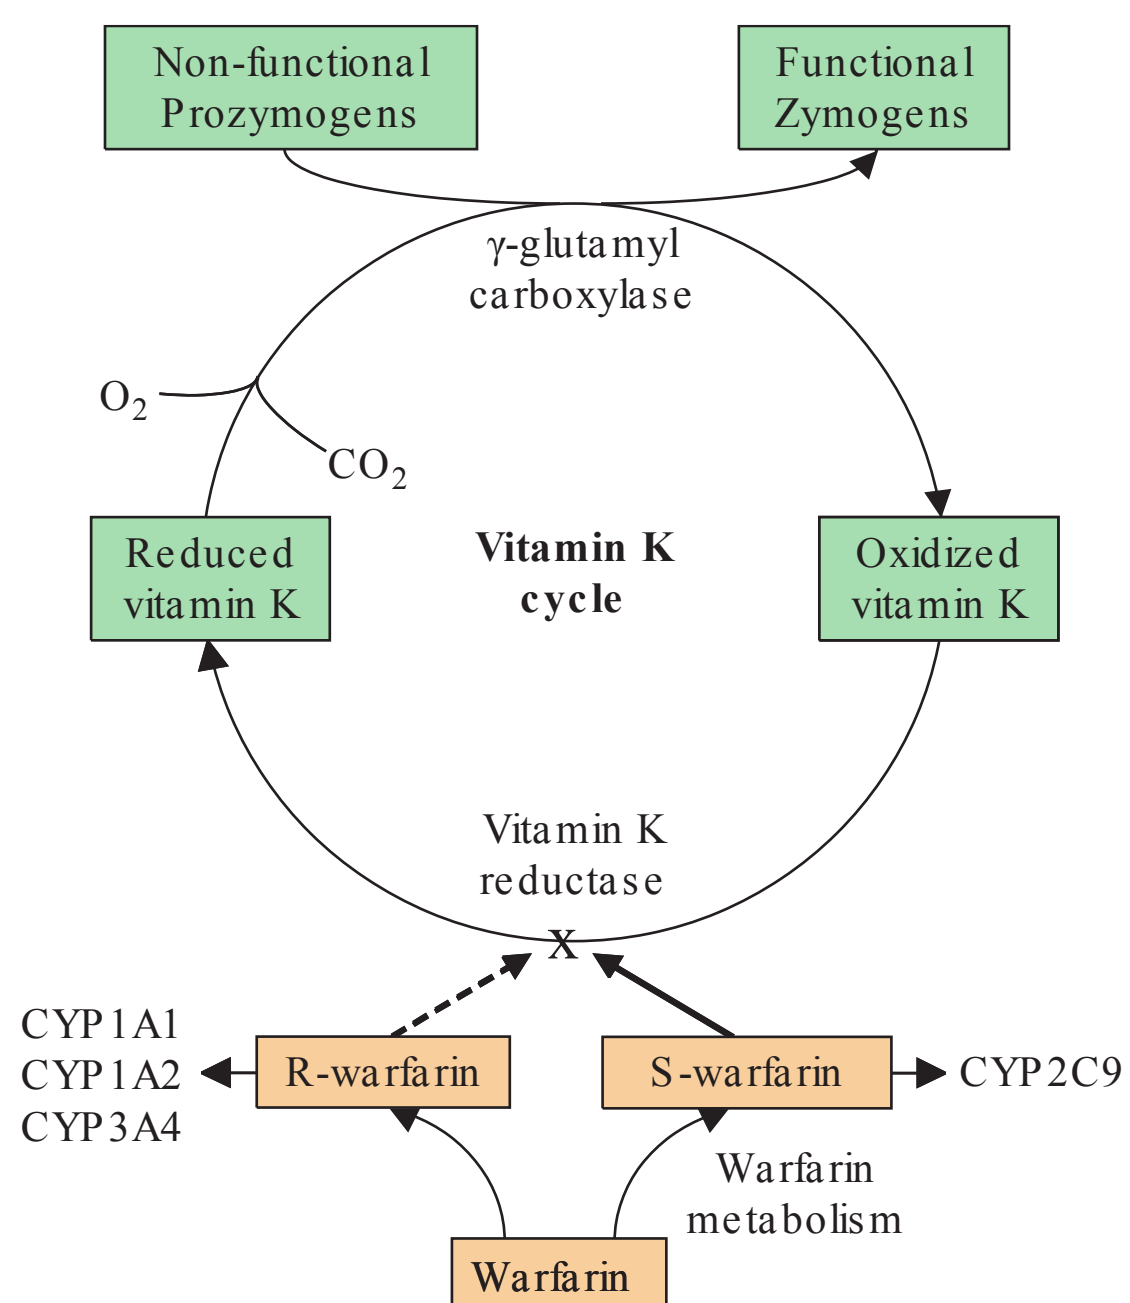 Non-functional
Prozymogens
Functional
Zymogens
γ-glutamyl
carboxylase
O₂
CO₂
Reduced
vitamin K
Vitamin K
cycle
Oxidized
vitamin K
Vitamin K
reductase
X
CYP1A1
CYP1A2
CYP3A4
R-warfarin
S-warfarin
CYP2C9
Warfarin
metabolism
Warfarin